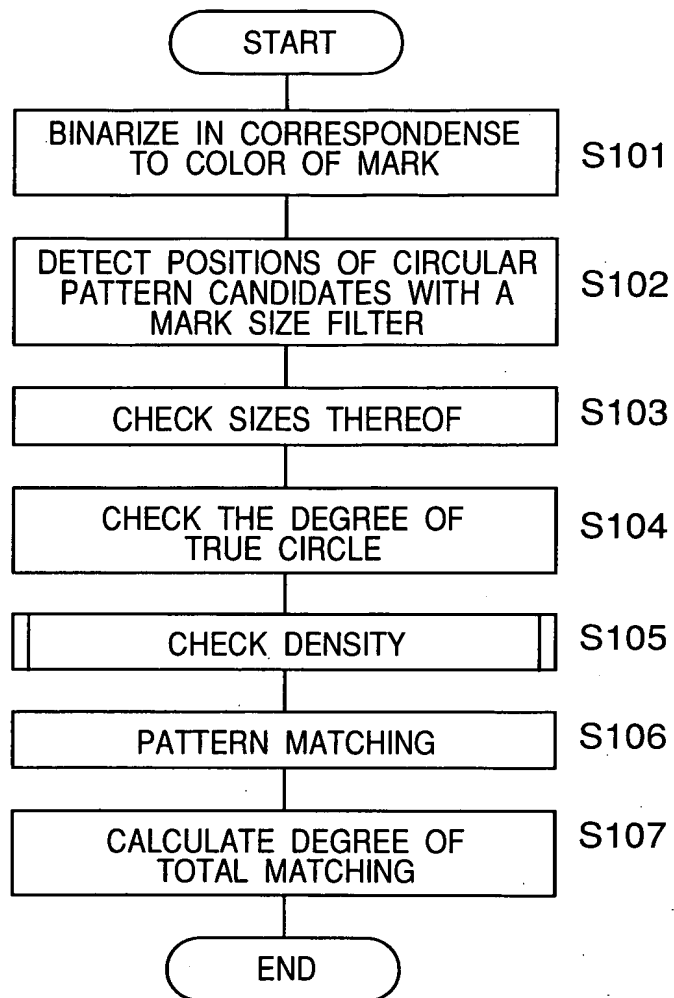 START
BINARIZE IN CORRESPONDENSE
TO COLOR OF MARK
S101
DETECT POSITIONS OF CIRCULAR
PATTERN CANDIDATES WITH A
MARK SIZE FILTER
S102
CHECK SIZES THEREOF
S103
CHECK THE DEGREE OF
TRUE CIRCLE
S104
CHECK DENSITY
S105
PATTERN MATCHING
S106
CALCULATE DEGREE OF
TOTAL MATCHING
S107
END